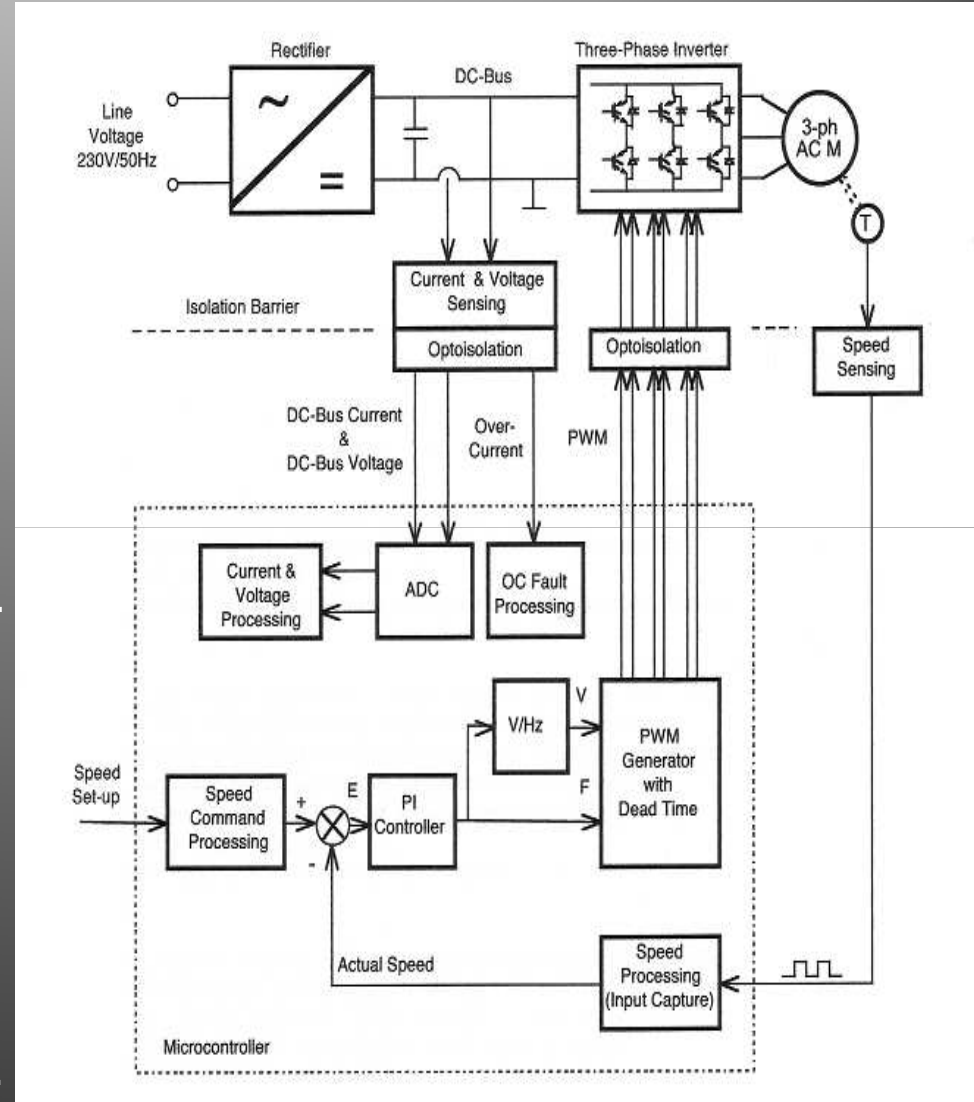 Rectifier
Three-Phase Inverter
DC-Bus
Line
Voltage
230V/50Hz
~
=
3-ph
AC M
T
Current & Voltage
Sensing
Isolation Barrier
Optoisolation
Optoisolation
Speed
Sensing
DC-Bus Current
&
DC-Bus Voltage
Over-
Current
PWM
Current &
Voltage
Processing
ADC
OC Fault
Processing
V/Hz
V
PWM
Generator
with
Dead Time
F
Speed
Set-up
Speed
Command
Processing
+
-
E
PI
Controller
Actual Speed
Speed
Processing
(Input Capture)
Microcontroller